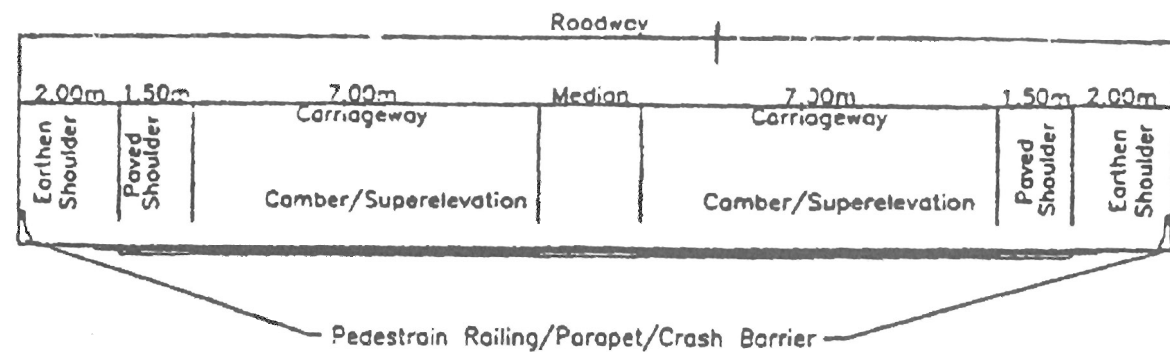 Roadway
2.00m 1.50m 7.00m Median 7.00m 1.50m 2.00m
Carriageway Carriageway
Earthen Shoulder
Paved Shoulder
Camber/Superelevation Camber/Superelevation
Paved Shoulder
Earthen Shoulder
Pedestrain Railing/Parapet/Crash Barrier